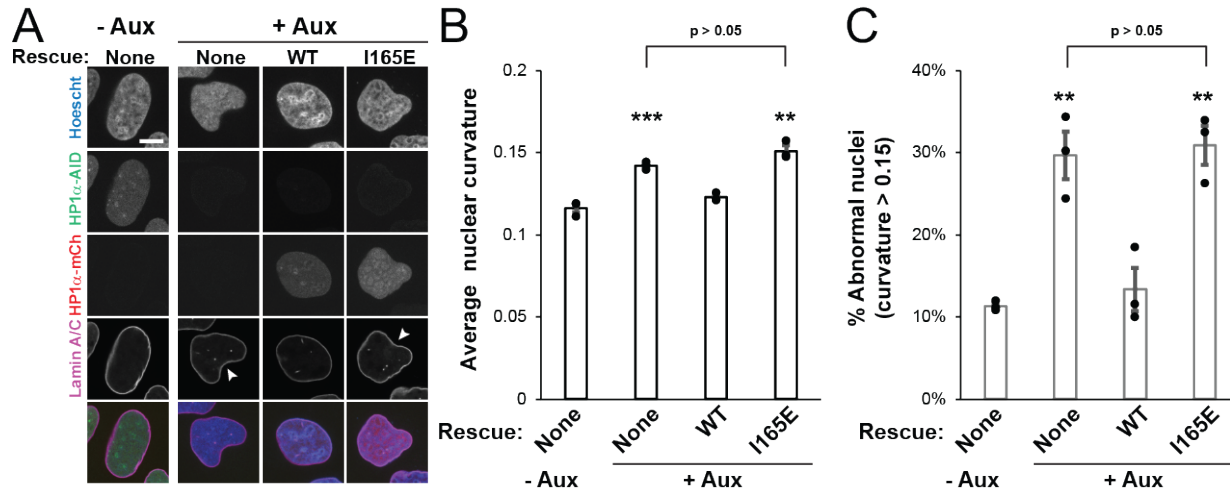 A
- Aux
+ Aux
Rescue: None None WT I165E
Hoescht
HP1α-AID
HP1α-mCh
Lamin A/C
B
p > 0.05
Average nuclear curvature
0.2
0.15
0.1
0.05
0
***
**
Rescue: None None WT I165E
- Aux
+ Aux
C
p > 0.05
% Abnormal nuclei
(curvature > 0.15)
40%
30%
20%
10%
0%
**
**
Rescue: None None WT I165E
- Aux
+ Aux